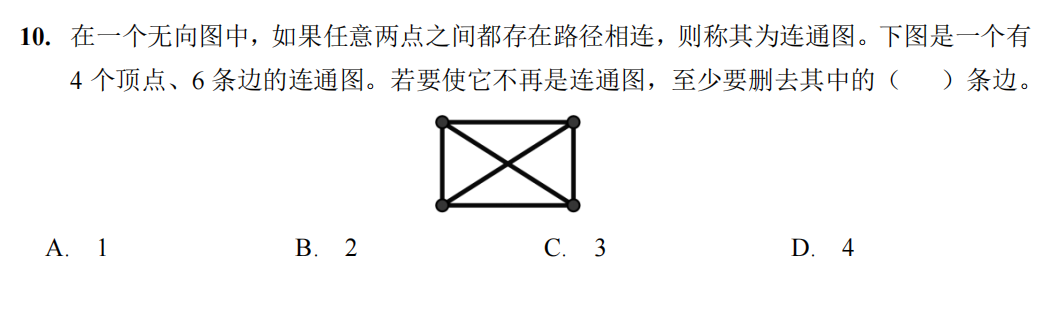 10. 在一个无向图中，如果任意两点之间都存在路径相连，则称其为连通图。下图是一个有
4 个顶点、6 条边的连通图。若要使它不再是连通图，至少要删去其中的（ ）条边。
A. 1 B. 2 C. 3 D. 4